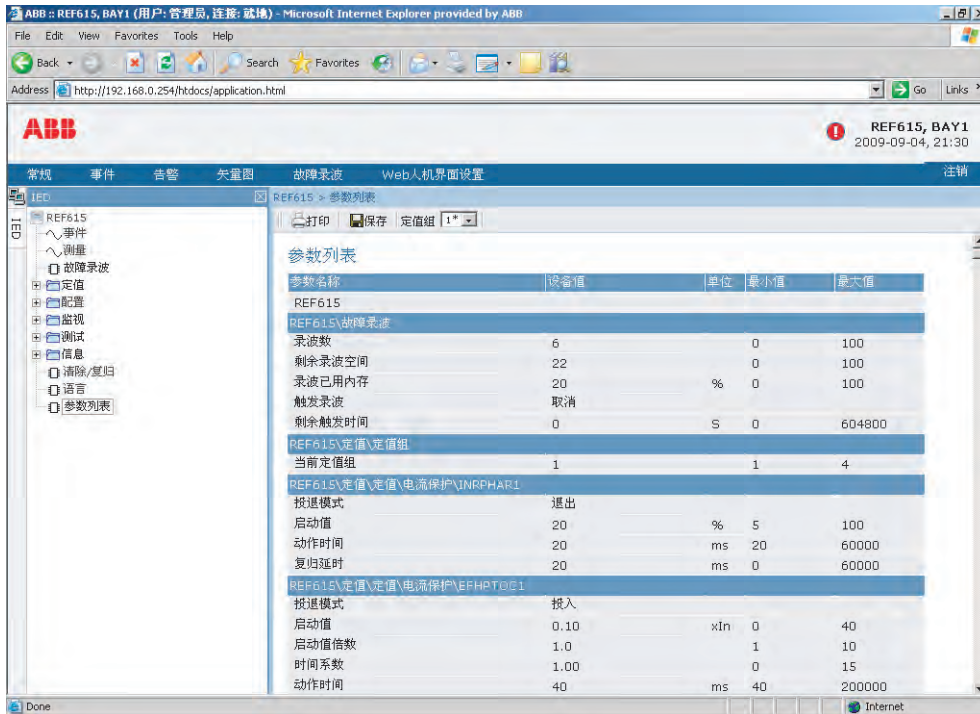 ABB :: REF615, BAY1 (用户: 管理员, 连接: 就地) - Microsoft Internet Explorer provided by ABB
File Edit View Favorites Tools Help
Back Search Favorites
Address http://192.168.0.254/htdocs/application.html Go Links
ABB
REF615, BAY1
2009-09-04, 21:30
常规 事件 告警 矢量图 故障录波 Web人机界面设置 注销
IED
IED
REF615 > 参数列表
REF615
事件
测量
故障录波
定值
配置
监视
测试
信息
清除/复归
语言
参数列表
打印 保存 定值组 1*
参数列表
参数名称 设备值 单位 最小值 最大值
REF615
REF615\故障录波
录波数 6 0 100
剩余录波空间 22 0 100
录波已用内存 20 % 0 100
触发录波 取消
剩余触发时间 0 S 0 604800
REF615\定值\定值组
当前定值组 1 1 4
REF615\定值\定值\电流保护\INRPHAR1
投退模式 退出
启动值 20 % 5 100
动作时间 20 ms 20 60000
复归延时 20 ms 0 60000
REF615\定值\定值\电流保护\EFHPTOC1
投退模式 投入
启动值 0.10 xIn 0 40
启动值倍数 1.0 1 10
时间系数 1.00 0 15
动作时间 40 ms 40 200000
Done Internet